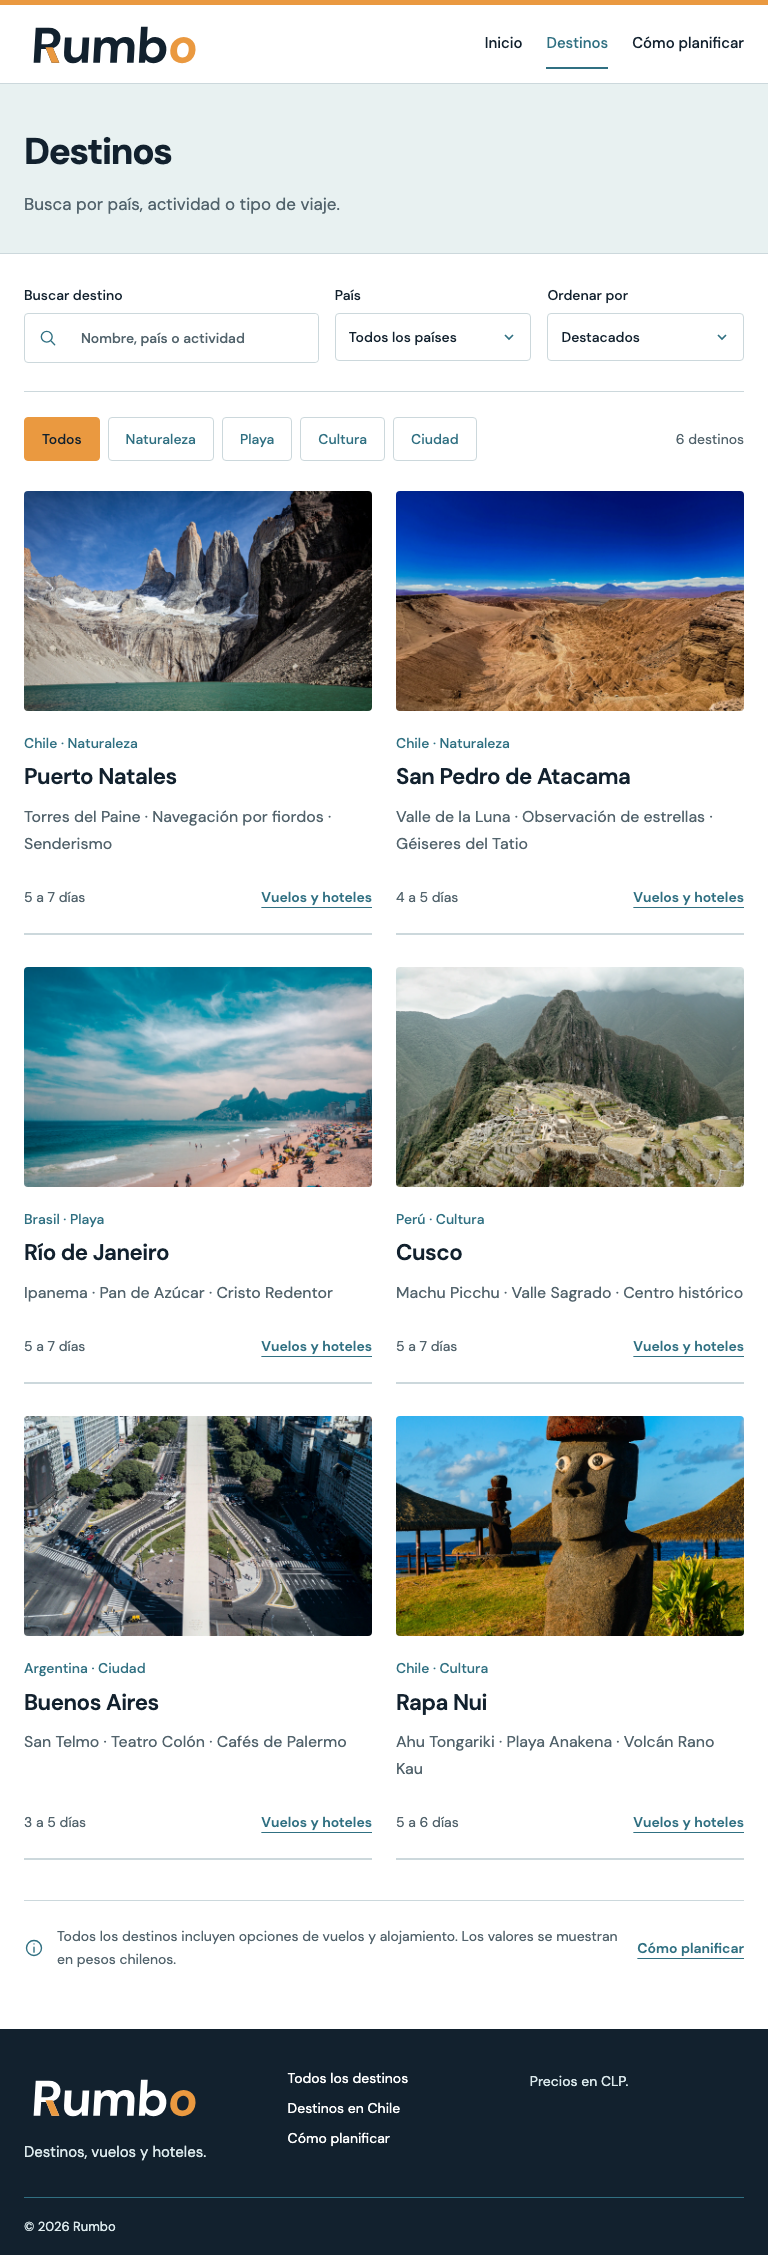 Rumbo
Inicio
Destinos
Cómo planificar
Destinos
Busca por país, actividad o tipo de viaje.
Buscar destino
País
Ordenar por
Nombre, país o actividad
Todos los países
Destacados
Todos
Naturaleza
Playa
Cultura
Ciudad
6 destinos
Chile · Naturaleza
Puerto Natales
Torres del Paine · Navegación por fiordos ·
Senderismo
5 a 7 días
Vuelos y hoteles
Chile · Naturaleza
San Pedro de Atacama
Valle de la Luna · Observación de estrellas ·
Géiseres del Tatio
4 a 5 días
Vuelos y hoteles
Brasil · Playa
Río de Janeiro
Ipanema · Pan de Azúcar · Cristo Redentor
5 a 7 días
Vuelos y hoteles
Perú · Cultura
Cusco
Machu Picchu · Valle Sagrado · Centro histórico
5 a 7 días
Vuelos y hoteles
Argentina · Ciudad
Buenos Aires
San Telmo · Teatro Colón · Cafés de Palermo
3 a 5 días
Vuelos y hoteles
Chile · Cultura
Rapa Nui
Ahu Tongariki · Playa Anakena · Volcán Rano
Kau
5 a 6 días
Vuelos y hoteles
Todos los destinos incluyen opciones de vuelos y alojamiento. Los valores se muestran
en pesos chilenos.
Cómo planificar
Rumbo
Destinos, vuelos y hoteles.
Todos los destinos
Destinos en Chile
Cómo planificar
Precios en CLP.
© 2026 Rumbo